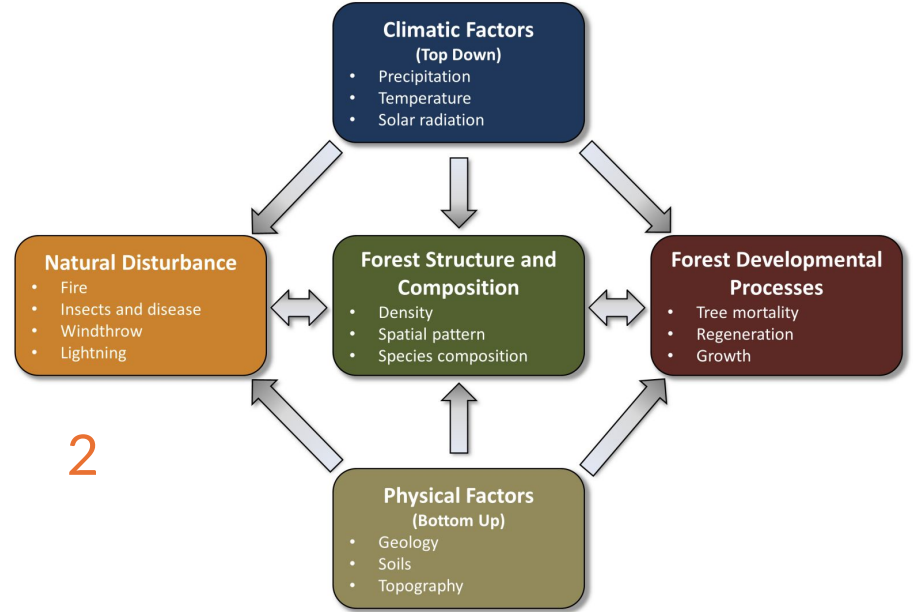 Climatic Factors
(Top Down)
• Precipitation
• Temperature
• Solar radiation
Natural Disturbance
• Fire
• Insects and disease
• Windthrow
• Lightning
Forest Structure and
Composition
• Density
• Spatial pattern
• Species composition
Forest Developmental
Processes
• Tree mortality
• Regeneration
• Growth
2
Physical Factors
(Bottom Up)
• Geology
• Soils
• Topography